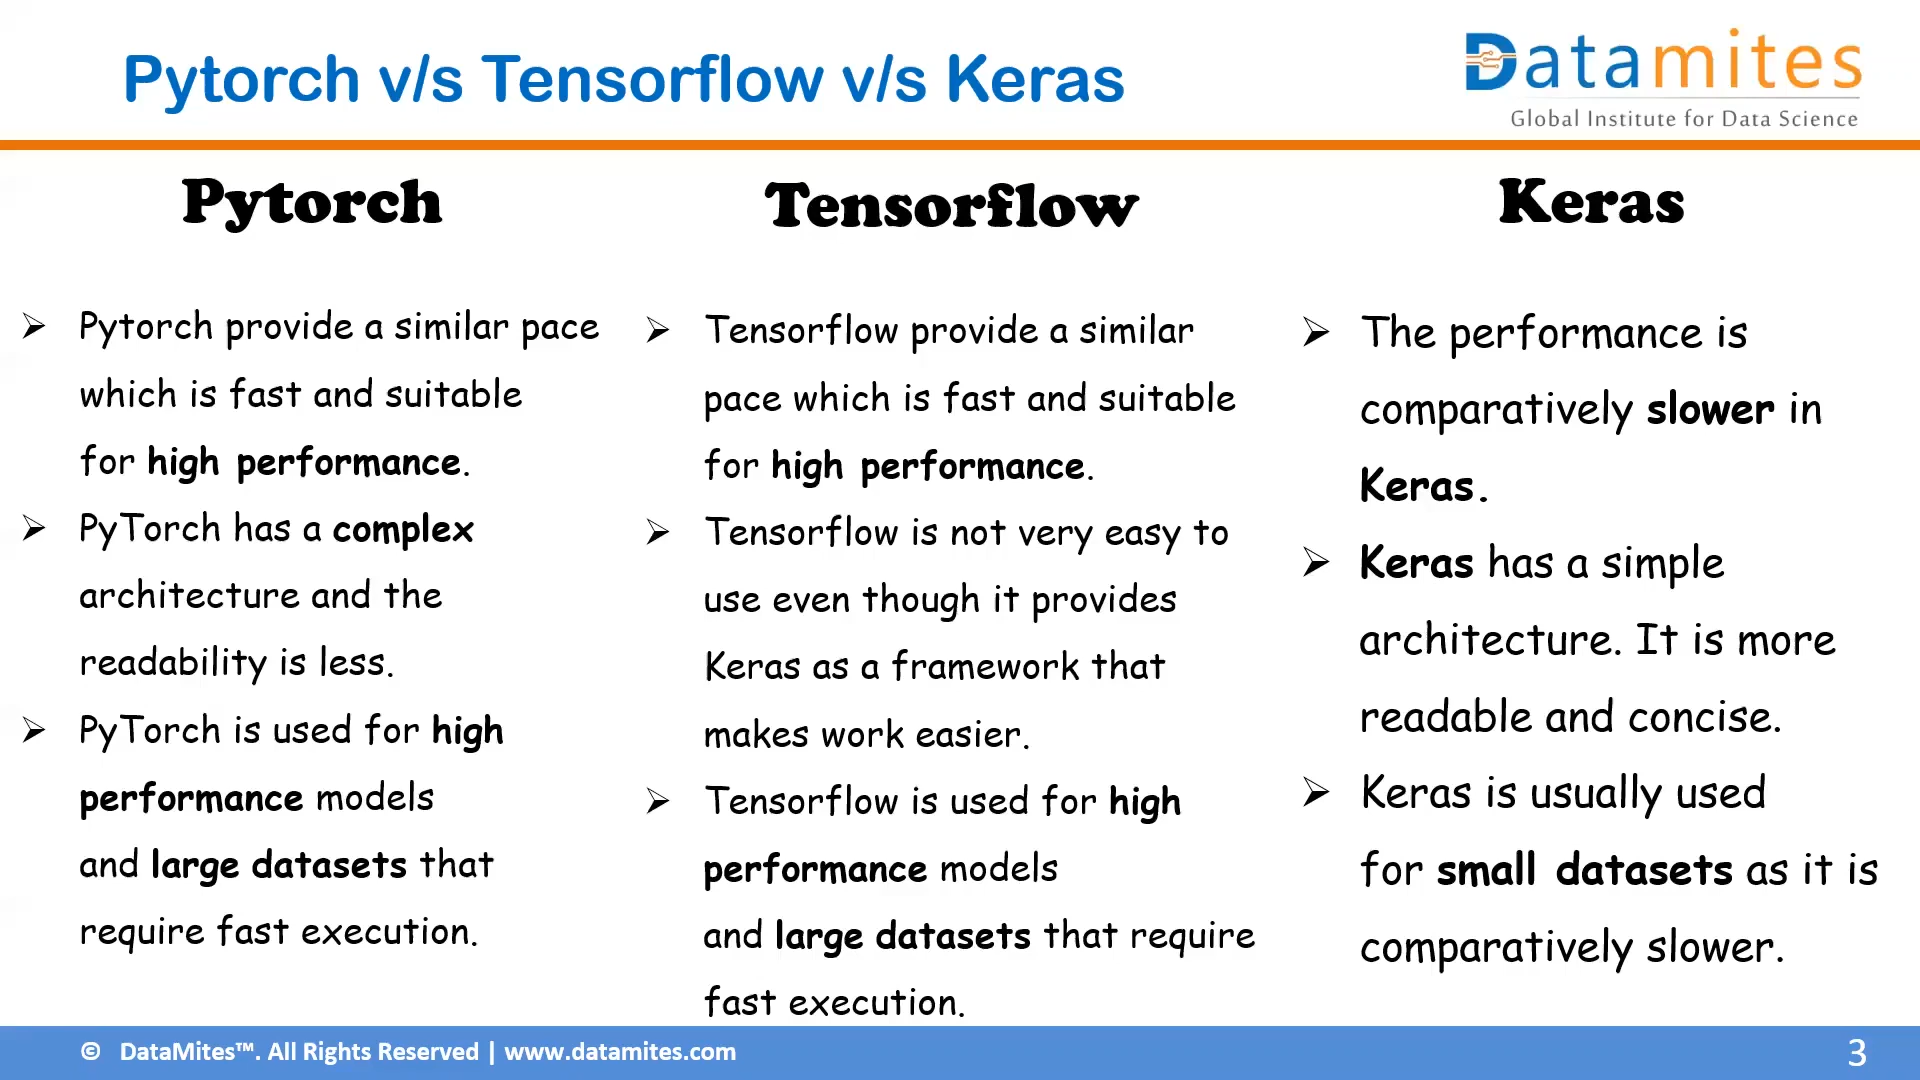 Pytorch v/s Tensorflow v/s Keras
Datamites
Global Institute for Data Science
Pytorch
Pytorch provide a similar pace
which is fast and suitable
for high performance.
PyTorch has a complex
architecture and the
readability is less.
PyTorch is used for high
performance models
and large datasets that
require fast execution.
Tensorflow
Tensorflow provide a similar
pace which is fast and suitable
for high performance.
Tensorflow is not very easy to
use even though it provides
Keras as a framework that
makes work easier.
Tensorflow is used for high
performance models
and large datasets that require
fast execution.
Keras
The performance is
comparatively slower in
Keras.
Keras has a simple
architecture. It is more
readable and concise.
Keras is usually used
for small datasets as it is
comparatively slower.
© DataMites™. All Rights Reserved | www.datamites.com
3